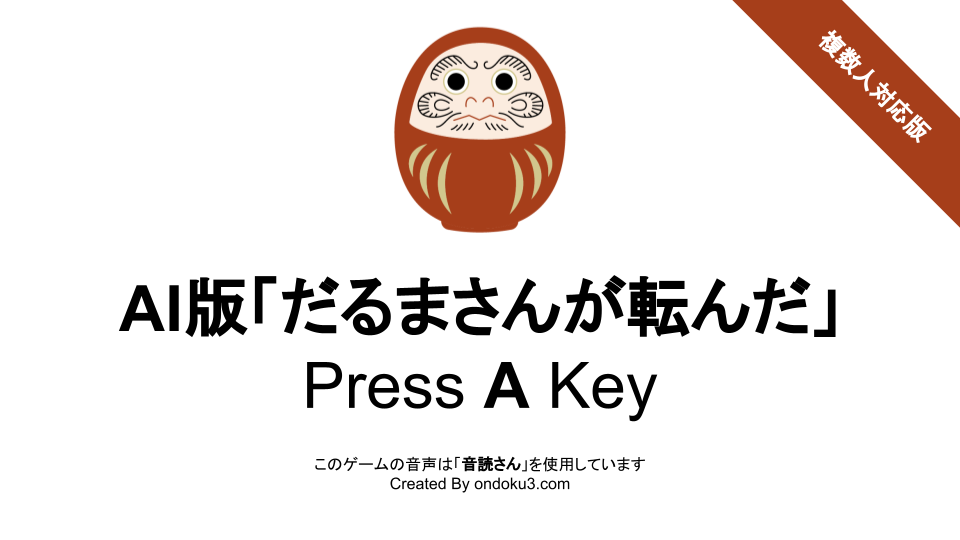 複数人対応版
AI版「だるまさんが転んだ」
Press A Key
このゲームの音声は「音読さん」を使用しています
Created By ondoku3.com